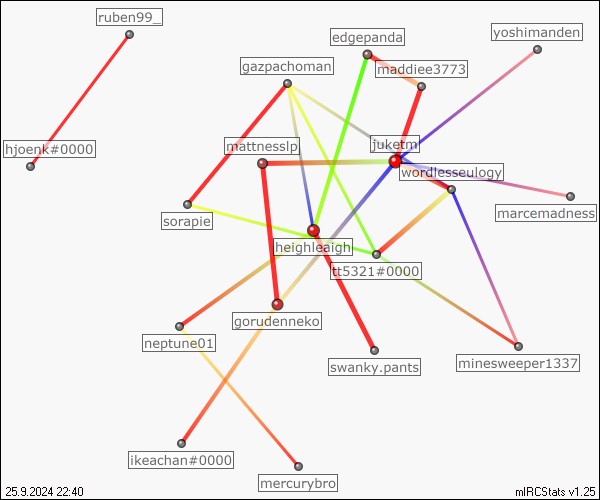 ruben99_
yoshimanden
edgepanda
gazpachoman
maddiee3773
hjoenk#0000
mattnesslp
juketm
wordlesseulogy
marcemadness
sorapie
heighleaigh
tt5321#0000
gorudenneko
neptune01
swanky.pants
minesweeper1337
ikeachan#0000
mercurybro
25.9.2024 22:40
mIRCStats v1.25